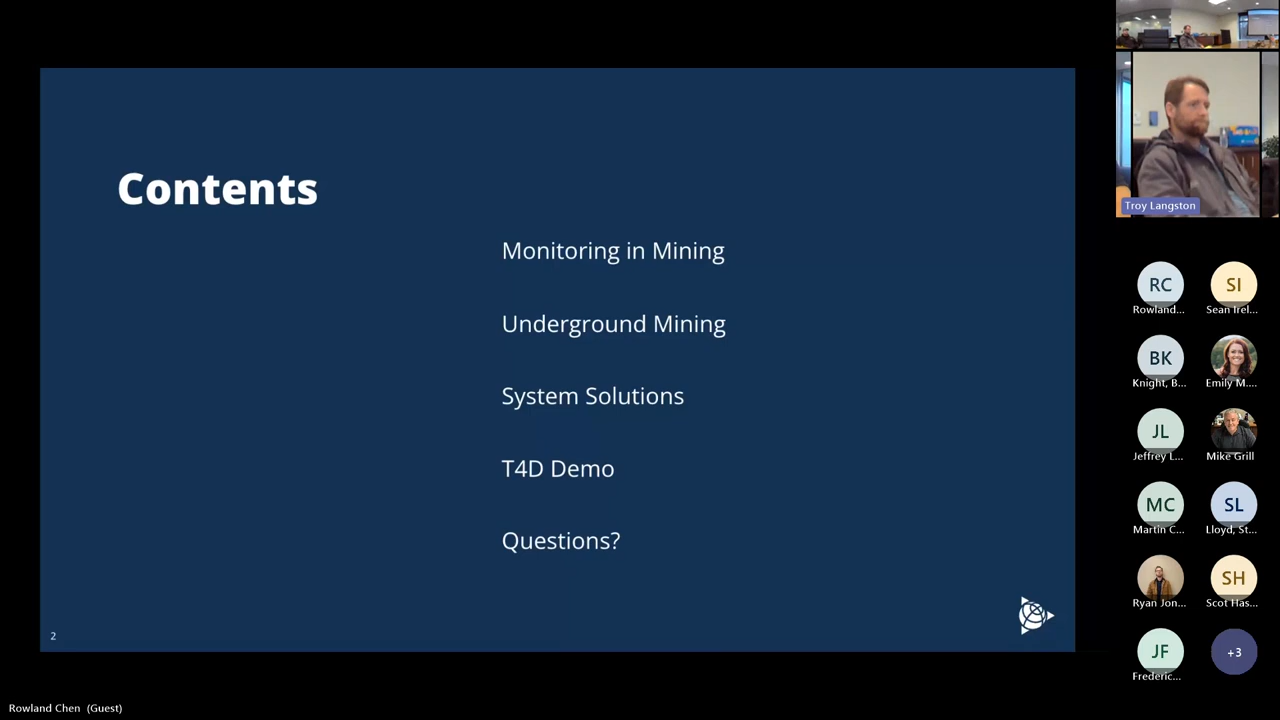 Contents
Monitoring in Mining
Underground Mining
System Solutions
T4D Demo
Questions?
2
Troy Langston
RC
SI
Rowland...
Sean Irel...
BK
Knight, B...
Emily M....
JL
Jeffrey L...
Mike Grill
MC
SL
Martin C...
Lloyd, St...
SH
Ryan Jon...
Scot Has...
JF
+3
Frederic...
Rowland Chen (Guest)